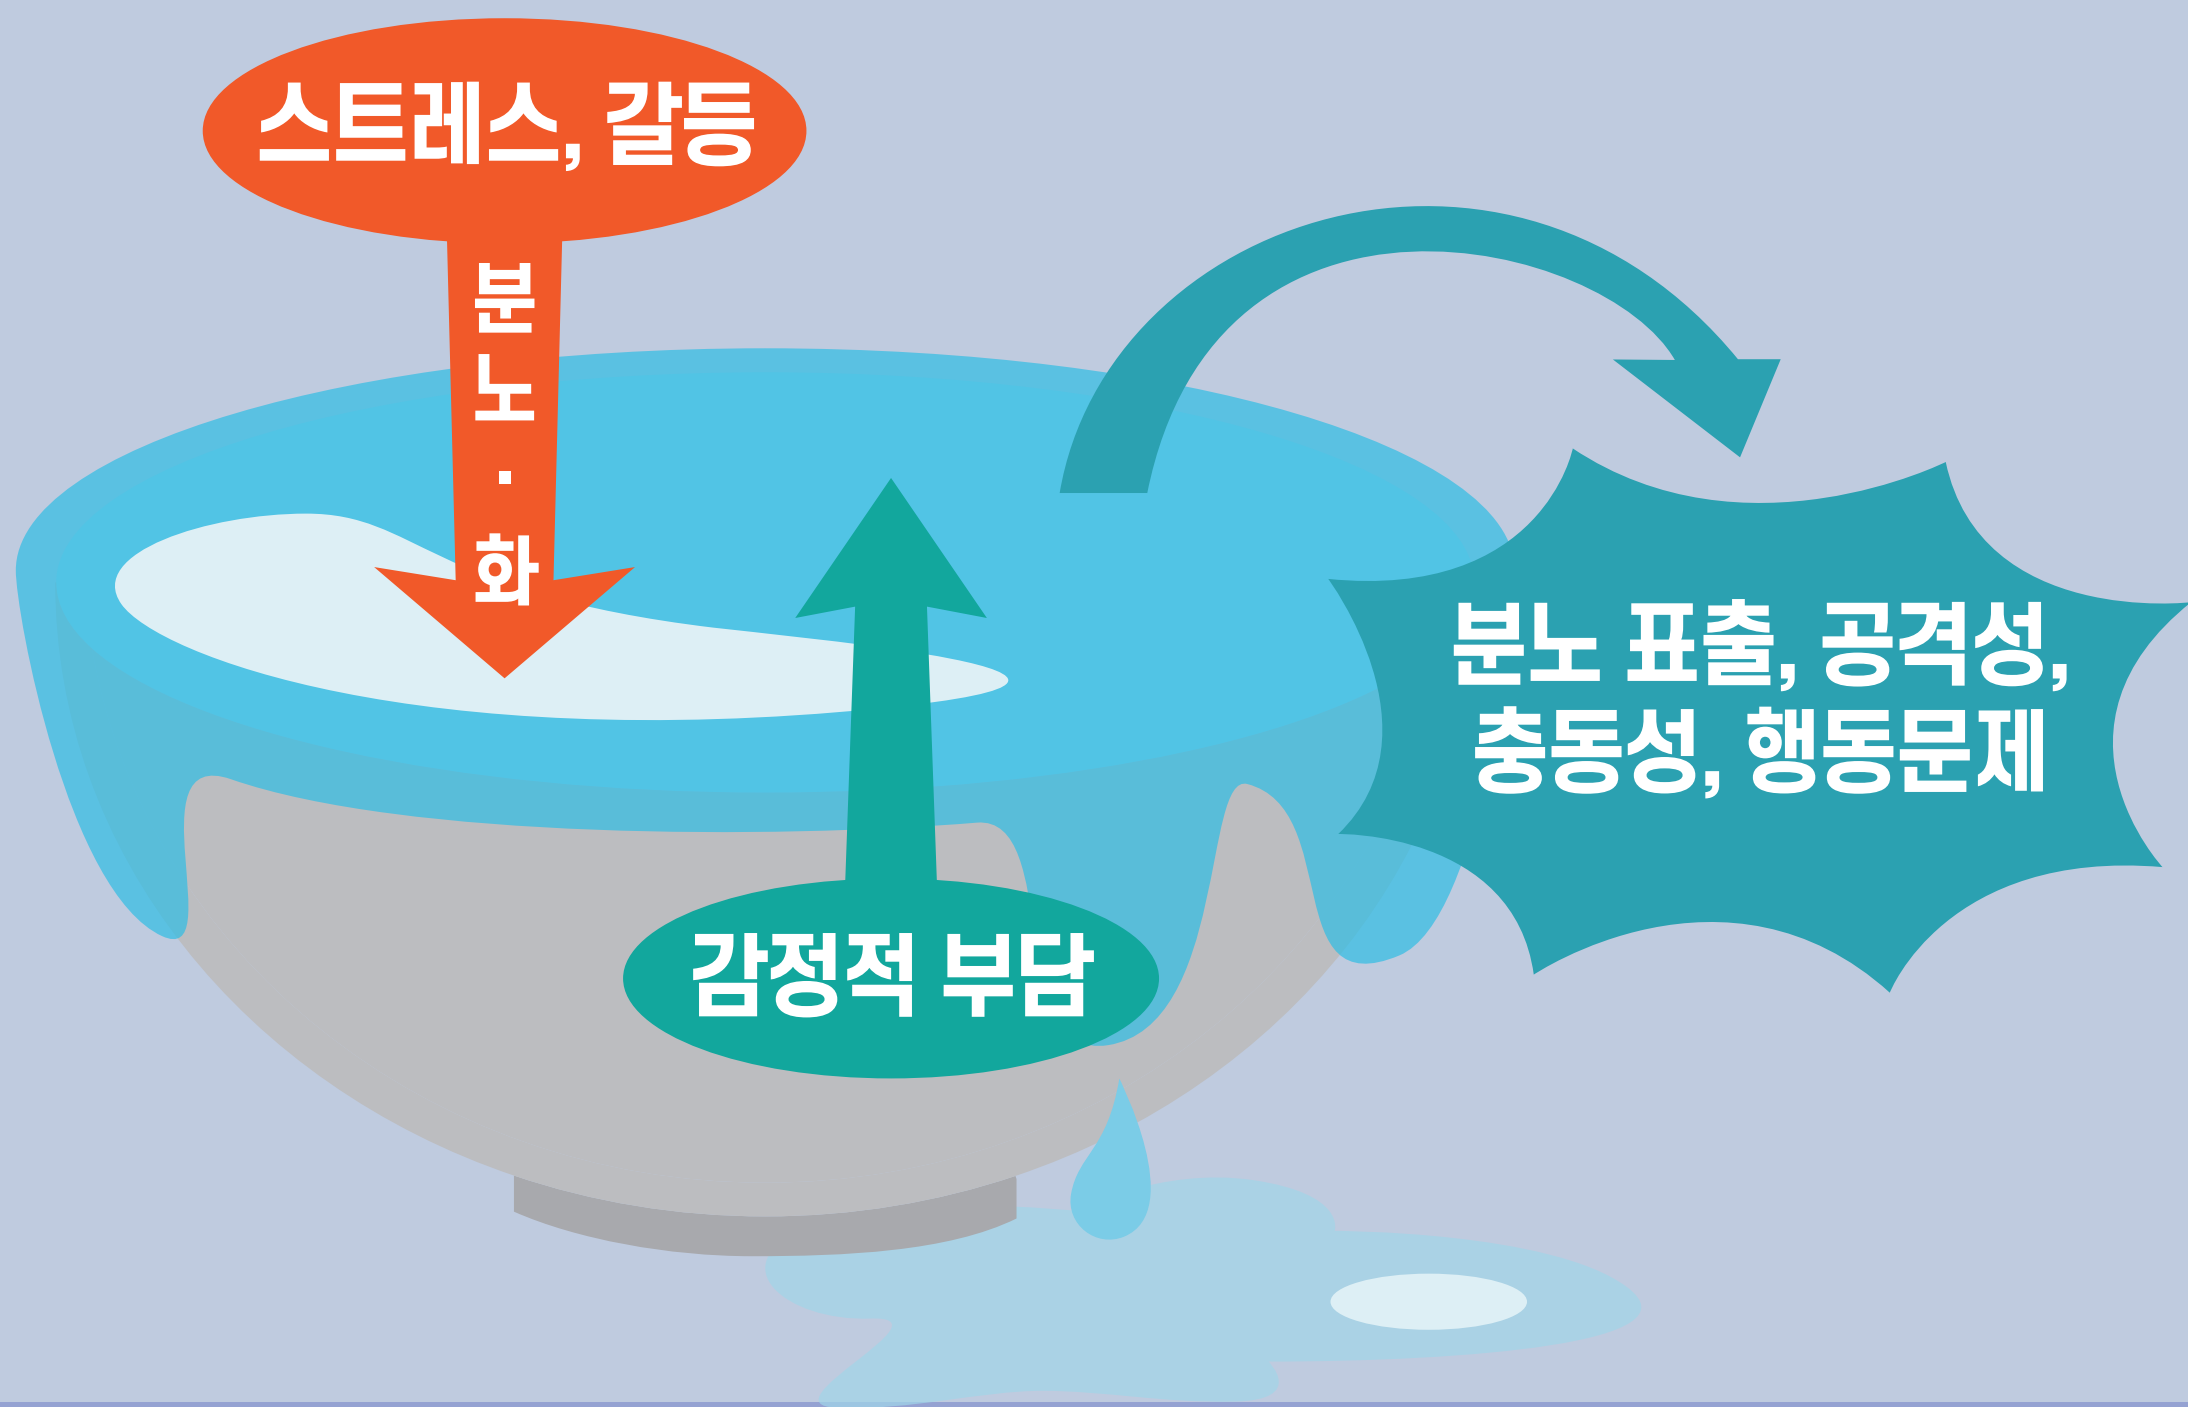 스트레스, 갈등
분노·화
감정적 부담
분노 표출, 공격성,
충동성, 행동문제